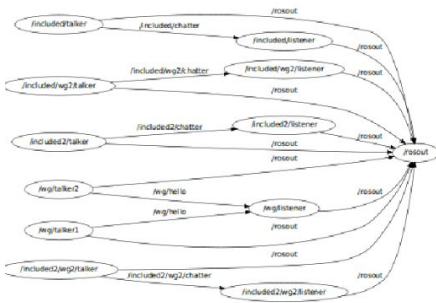 /rosout
/included/talker
/included/chatter
/included/listener
/rosout
/included/wg2/chatter
/included/wg2/listener
/rosout
/included/wg2/talker
/rosout
/included2/chatter
/included2/listener
/rosout
/included2/talker
/rosout
/rosout
/rosout
/wg/talker2
/wg/hello
/wg/listener
/rosout
/wg/hello
/wg/talker1
/rosout
/rosout
/included2/wg2/talker
/included2/wg2/chatter
/rosout
/included2/wg2/listener